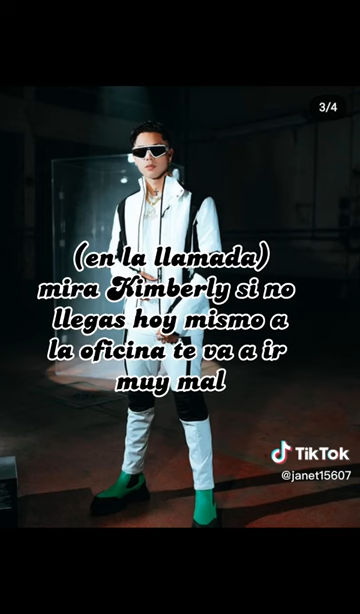 3/4
(en la llamada)
mira Kimberly si no
llegas hoy mismo a
la oficina te va a ir
muy mal
TikTok
@janet15607